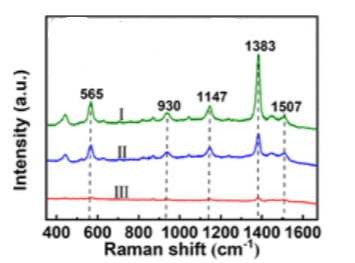 1383
565
930
1147
1507
I
II
III
Intensity (a.u.)
400 600 800 1000 1200 1400 1600
Raman shift (cm-1)